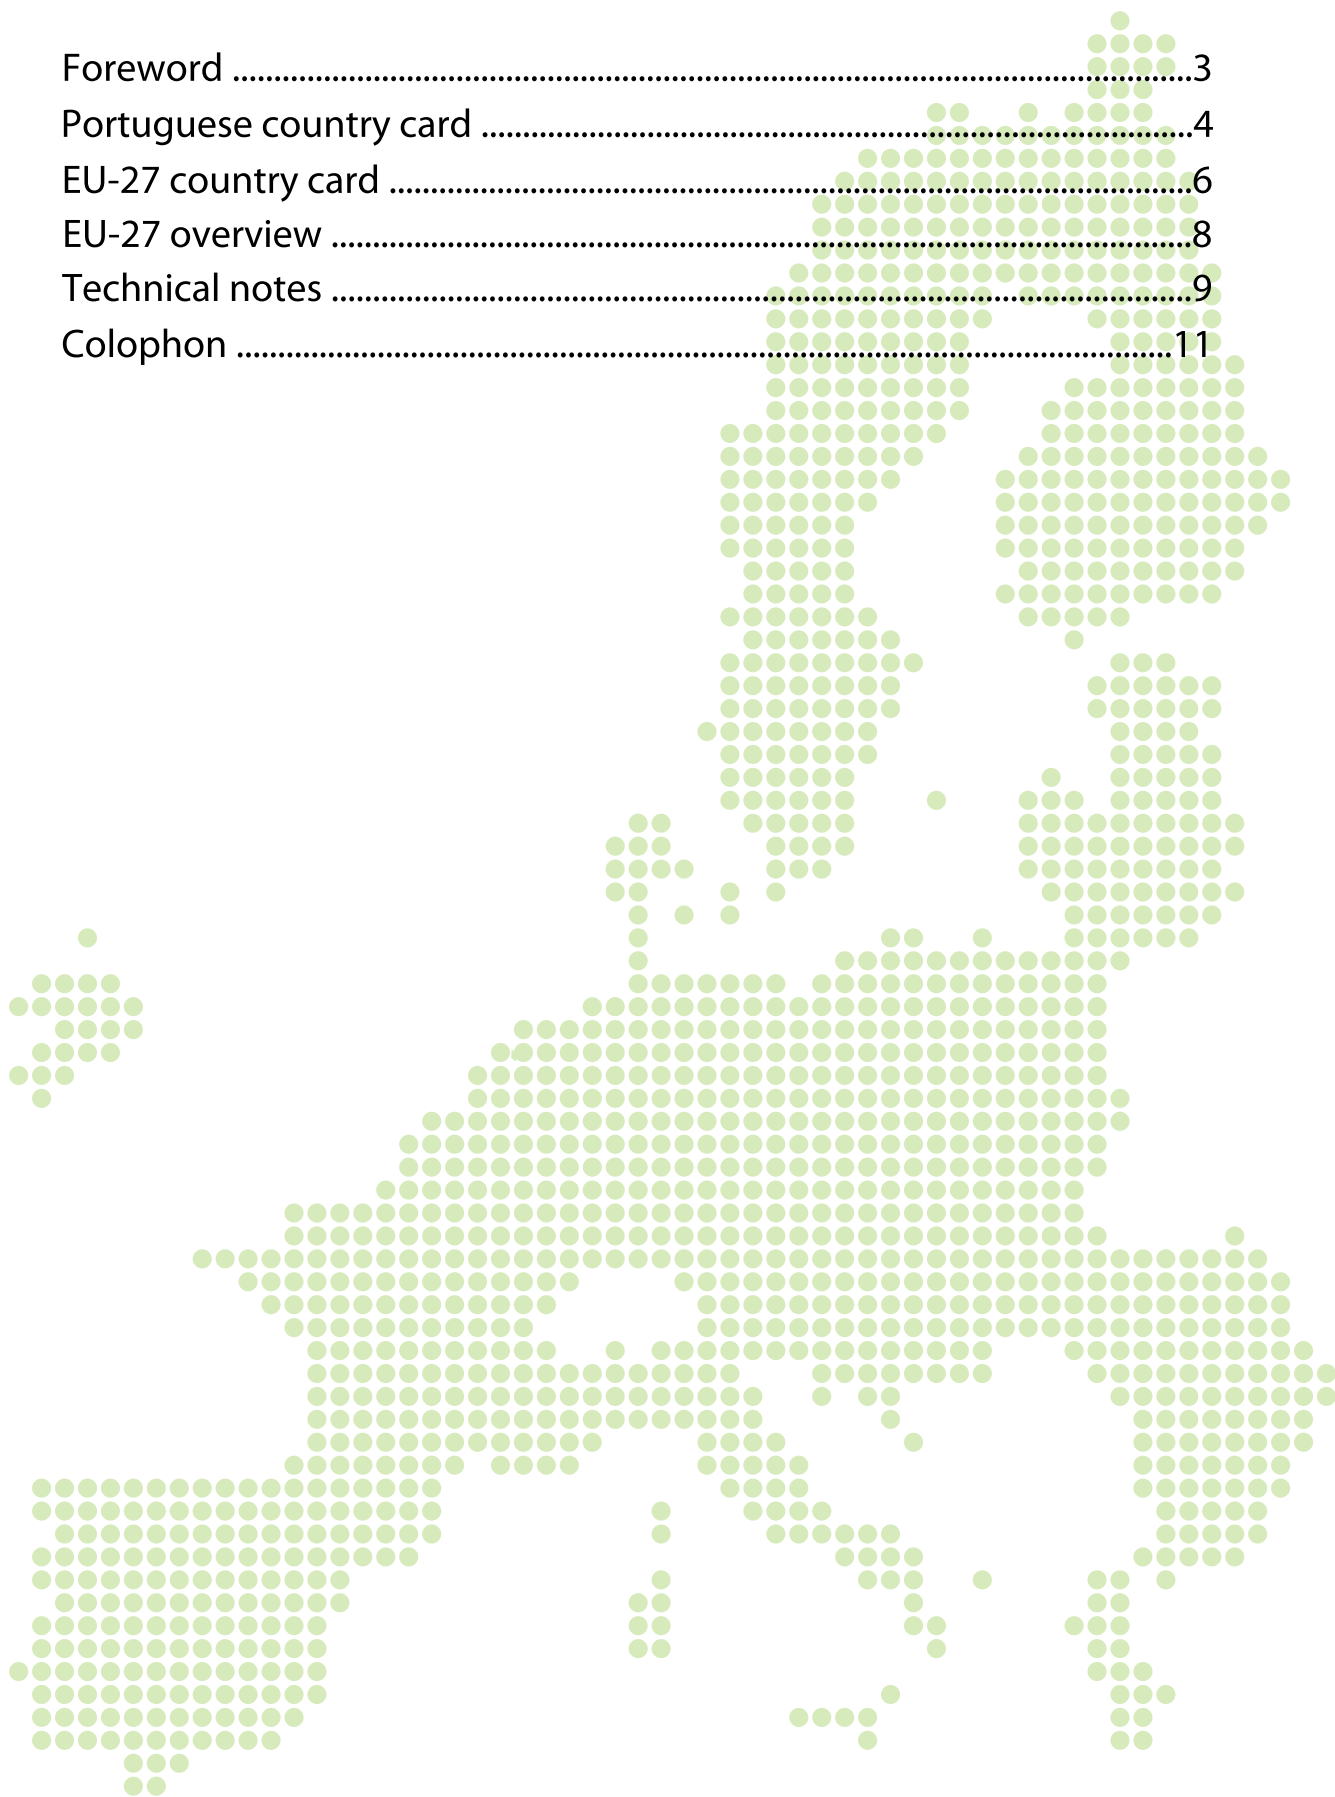 Foreword ........................................................................................................................3
Portuguese country card .........................................................................................4
EU-27 country card ....................................................................................................6
EU-27 overview ...........................................................................................................8
Technical notes ...........................................................................................................9
Colophon ....................................................................................................................11